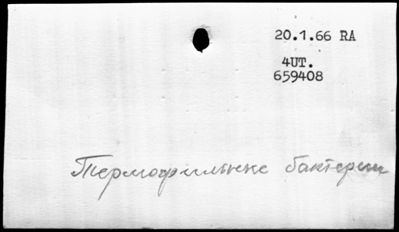 20.1.66 RA
4UT.
659408
Термофильные бактерии